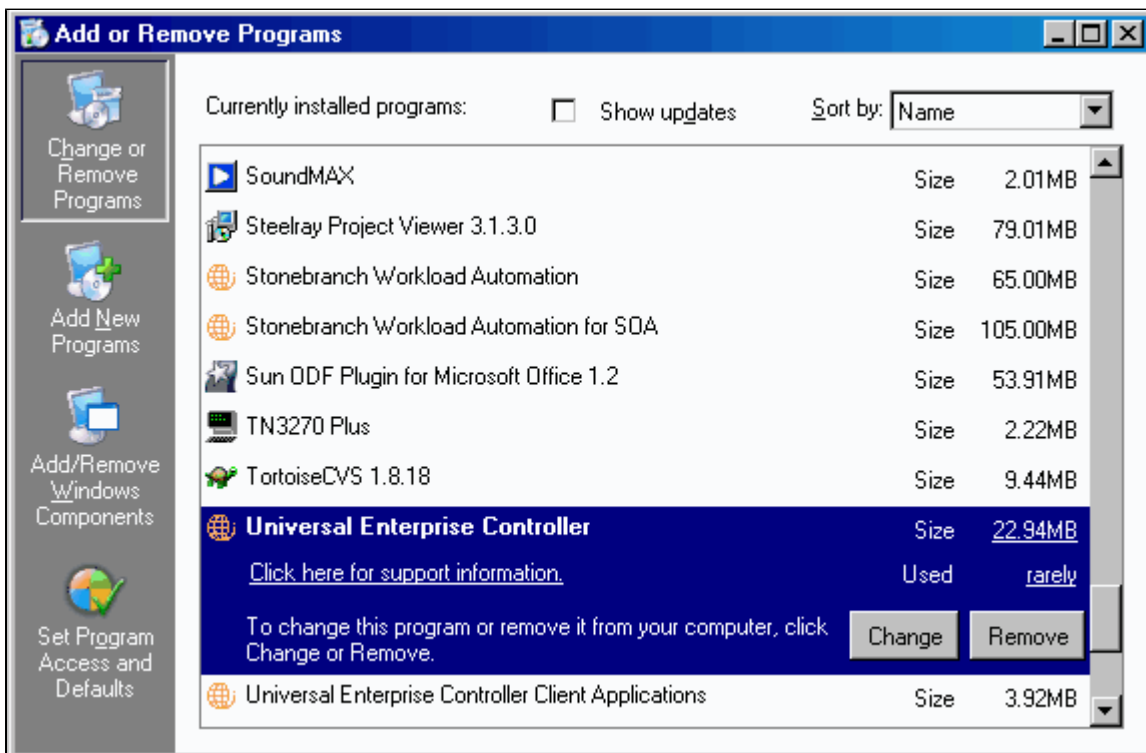 Add or Remove Programs
Change or
Remove
Programs
Add New
Programs
Add/Remove
Windows
Components
Set Program
Access and
Defaults
Currently installed programs: Show updates Sort by: Name
SoundMAX Size 2.01MB
Steelray Project Viewer 3.1.3.0 Size 79.01MB
Stonebranch Workload Automation Size 65.00MB
Stonebranch Workload Automation for SOA Size 105.00MB
Sun ODF Plugin for Microsoft Office 1.2 Size 53.91MB
TN3270 Plus Size 2.22MB
TortoiseCVS 1.8.18 Size 9.44MB
Universal Enterprise Controller Size 22.94MB
Click here for support information. Used rarely
To change this program or remove it from your computer, click
Change or Remove.
Change Remove
Universal Enterprise Controller Client Applications Size 3.92MB